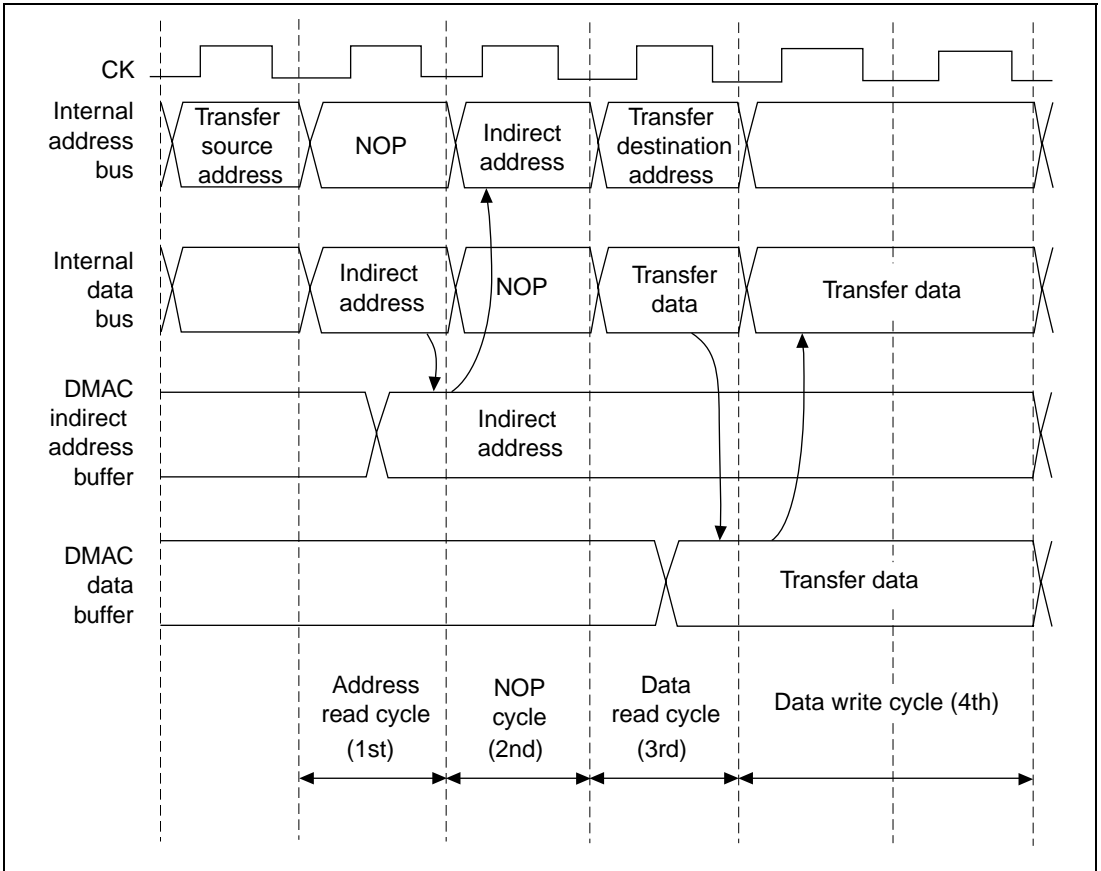 CK
Internal
address
bus
Transfer
source
address
NOP
Indirect
address
Transfer
destination
address
Internal
data
bus
Indirect
address
NOP
Transfer
data
Transfer data
DMAC
indirect
address
buffer
Indirect
address
DMAC
data
buffer
Transfer data
Address
read cycle
(1st)
NOP
cycle
(2nd)
Data
read cycle
(3rd)
Data write cycle (4th)